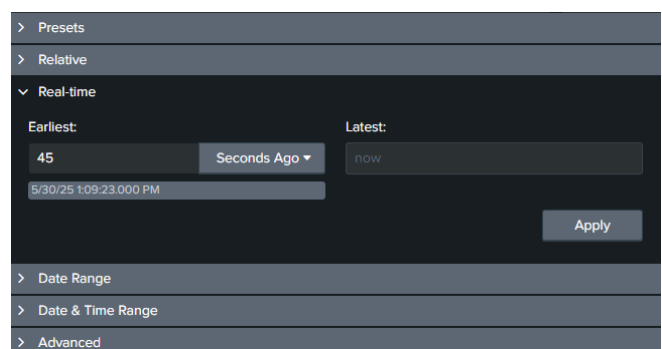 Presets
Relative
Real-time
Earliest:
Latest:
45
Seconds Ago
now
5/30/25 1:09:23.000 PM
Apply
Date Range
Date & Time Range
Advanced